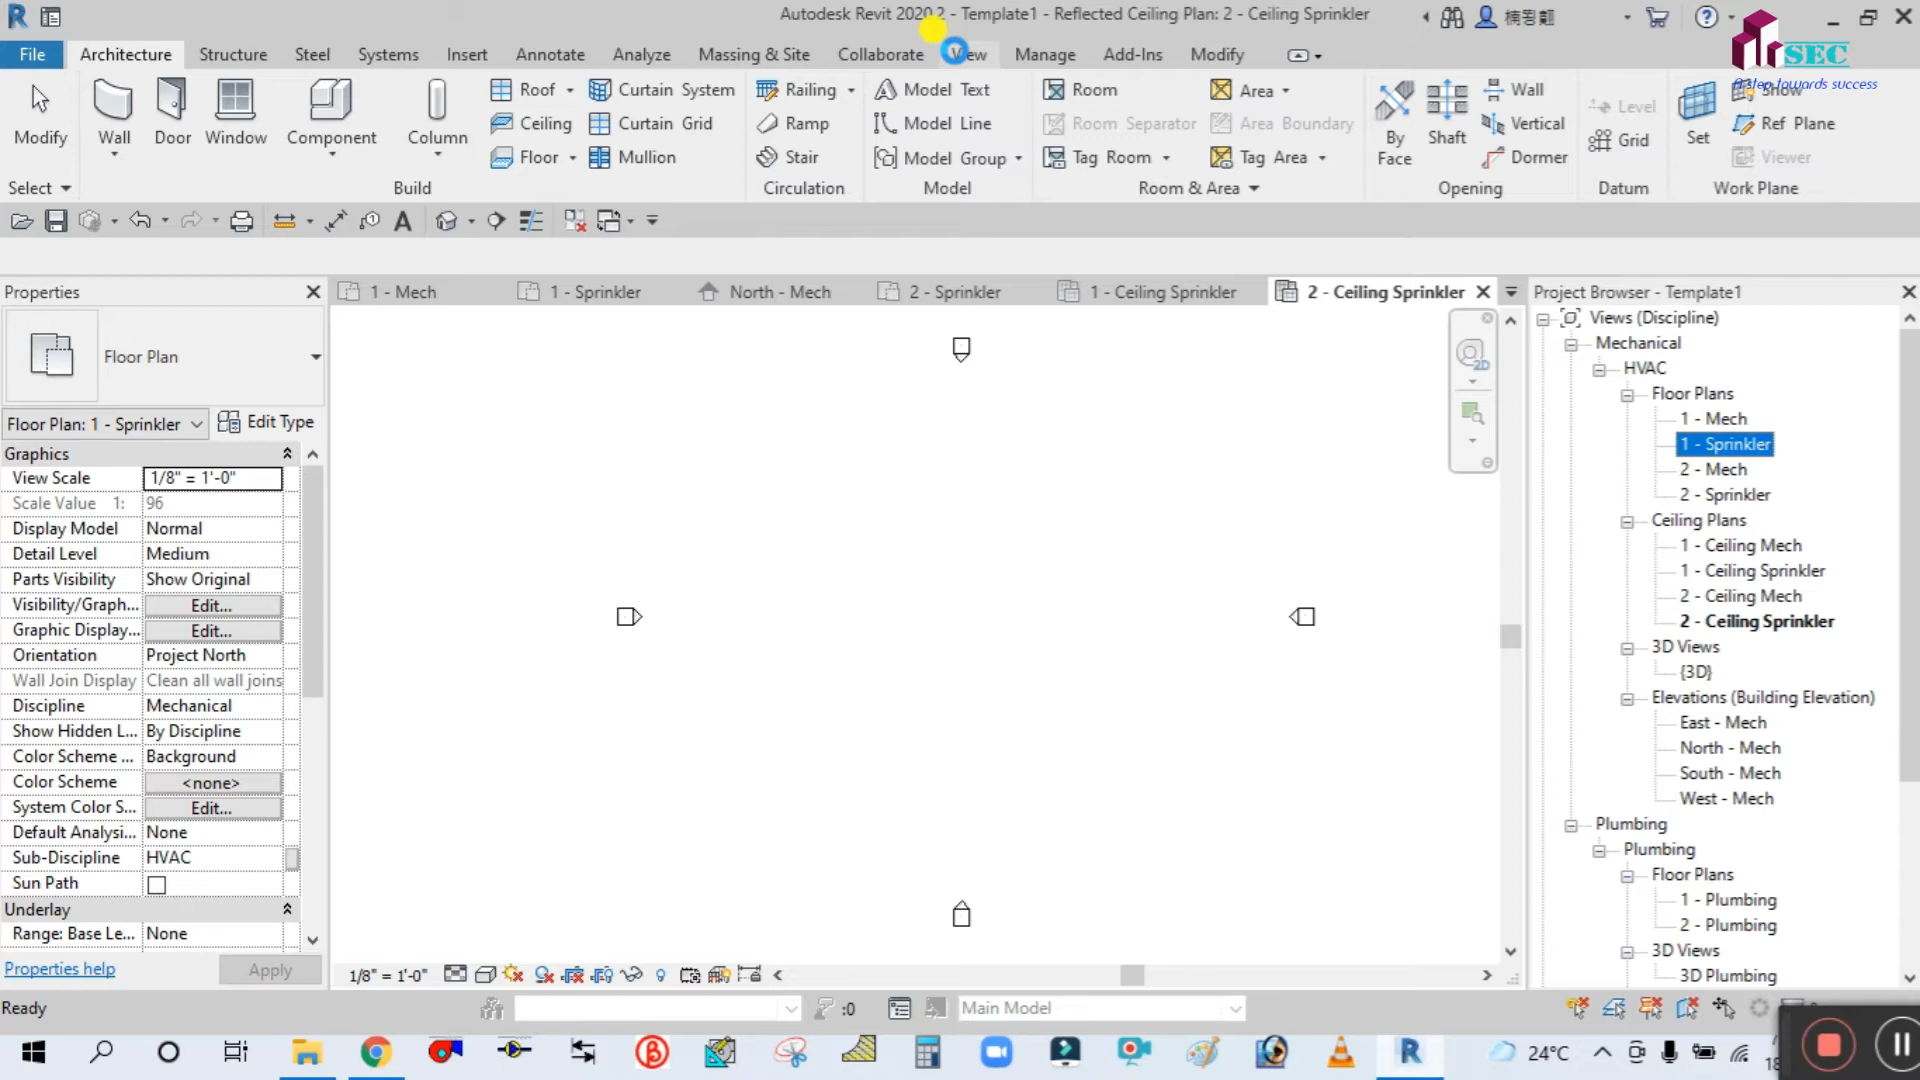 Autodesk Revit 2020.2 - Template1 - Reflected Ceiling Plan: 2 - Ceiling Sprinkler
SEC
A step towards success
File Architecture Structure Steel Systems Insert Annotate Analyze Massing & Site Collaborate View Manage Add-Ins Modify
Modify
Wall
Door
Window
Component
Column
Roof
Ceiling
Floor
Curtain System
Curtain Grid
Mullion
Railing
Ramp
Stair
Model Text
Model Line
Model Group
Room
Room Separator
Tag Room
Area
Area Boundary
Tag Area
By Face
Shaft
Wall
Vertical
Dormer
Level
Grid
Set
Show
Ref Plane
Viewer
Select Build Circulation Model Room & Area Opening Datum Work Plane
Properties
1 - Mech 1 - Sprinkler North - Mech 2 - Sprinkler 1 - Ceiling Sprinkler 2 - Ceiling Sprinkler
Floor Plan
Floor Plan: 1 - Sprinkler Edit Type
Graphics
View Scale 1/8" = 1'-0"
Scale Value 1: 96
Display Model Normal
Detail Level Medium
Parts Visibility Show Original
Visibility/Graph... Edit...
Graphic Display... Edit...
Orientation Project North
Wall Join Display Clean all wall joins
Discipline Mechanical
Show Hidden L... By Discipline
Color Scheme ... Background
Color Scheme <none>
System Color S... Edit...
Default Analysi... None
Sub-Discipline HVAC
Sun Path
Underlay
Range: Base Le... None
Properties help Apply
2D
1/8" = 1'-0"
Project Browser - Template1
Views (Discipline)
Mechanical
HVAC
Floor Plans
1 - Mech
1 - Sprinkler
2 - Mech
2 - Sprinkler
Ceiling Plans
1 - Ceiling Mech
1 - Ceiling Sprinkler
2 - Ceiling Mech
2 - Ceiling Sprinkler
3D Views
{3D}
Elevations (Building Elevation)
East - Mech
North - Mech
South - Mech
West - Mech
Plumbing
Plumbing
Floor Plans
1 - Plumbing
2 - Plumbing
3D Views
3D Plumbing
Ready :0 Main Model
24°C